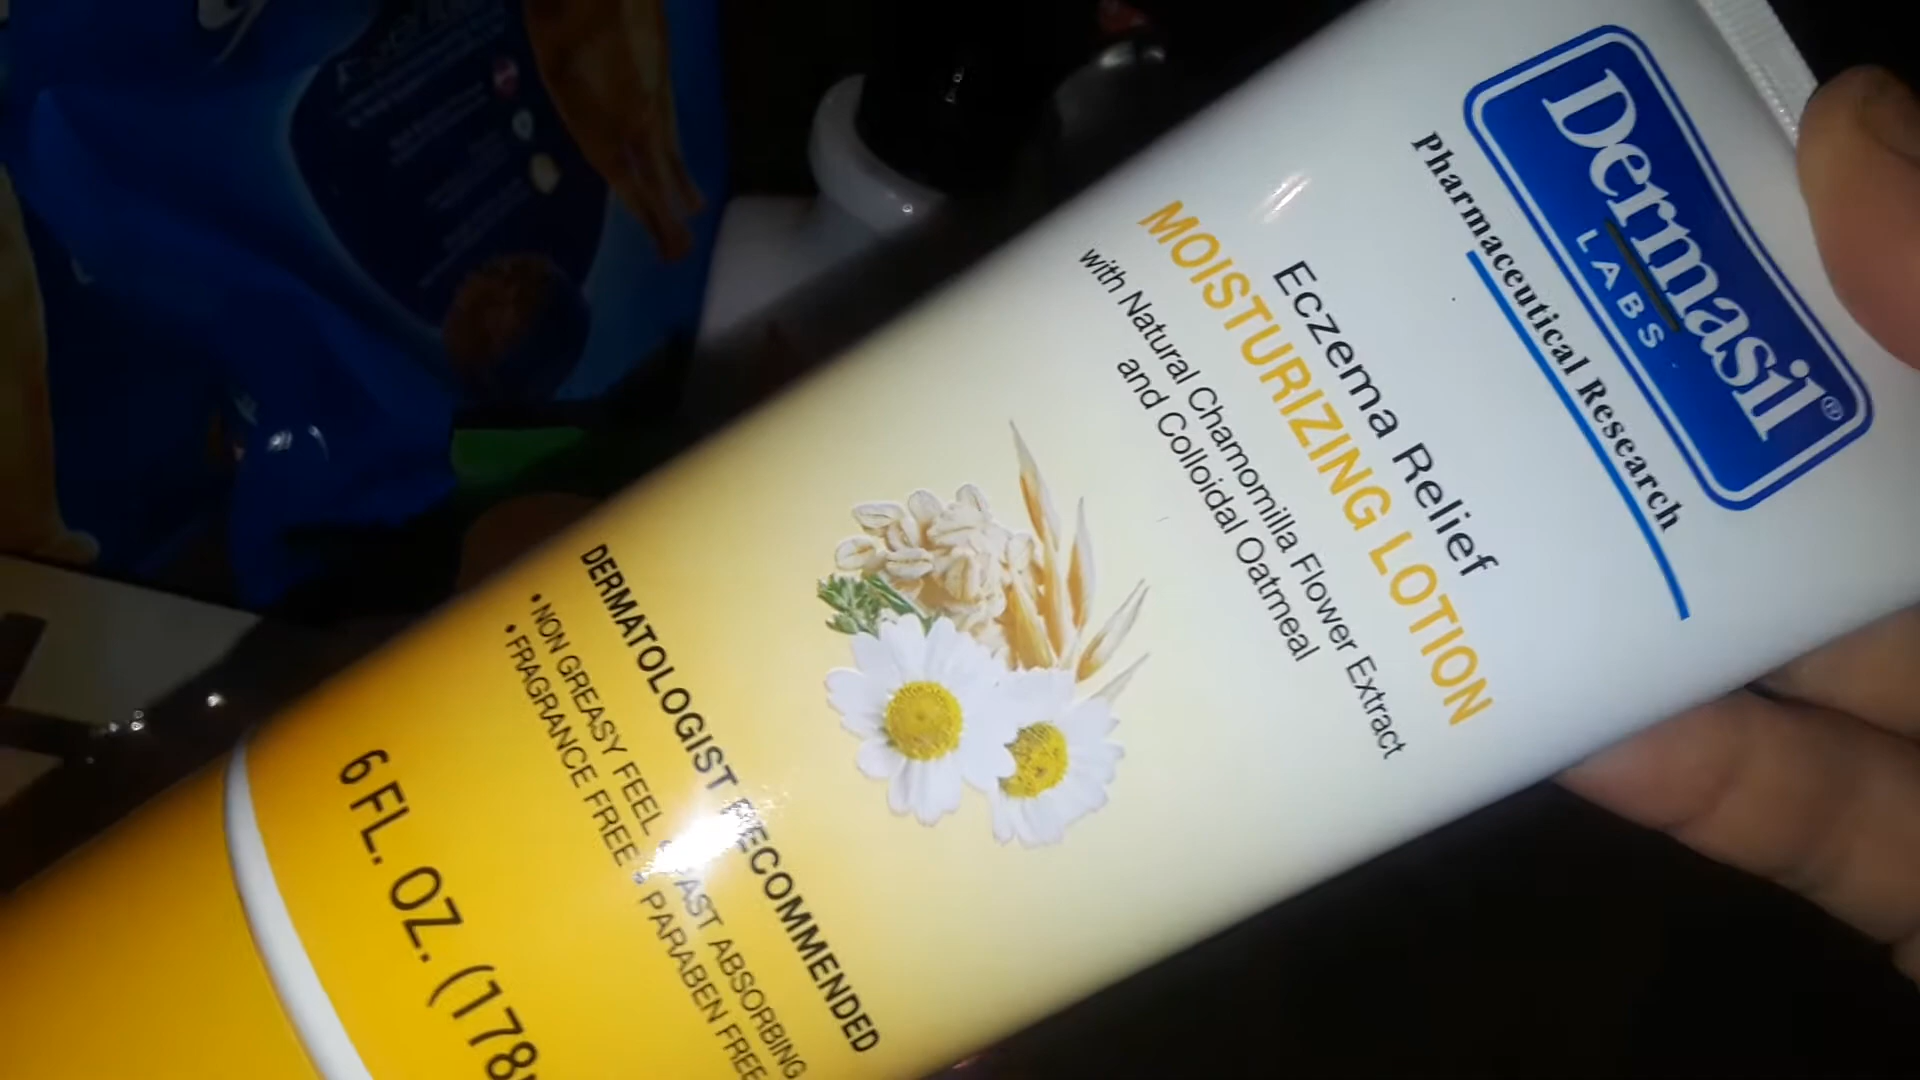 Dermasil®
LABS
Pharmaceutical Research
Eczema Relief
MOISTURIZING LOTION
with Natural Chamomilla Flower Extract
and Colloidal Oatmeal
DERMATOLOGIST RECOMMENDED
• NON GREASY FEEL • FAST ABSORBING
• FRAGRANCE FREE • PARABEN FREE
6 FL. OZ. (178